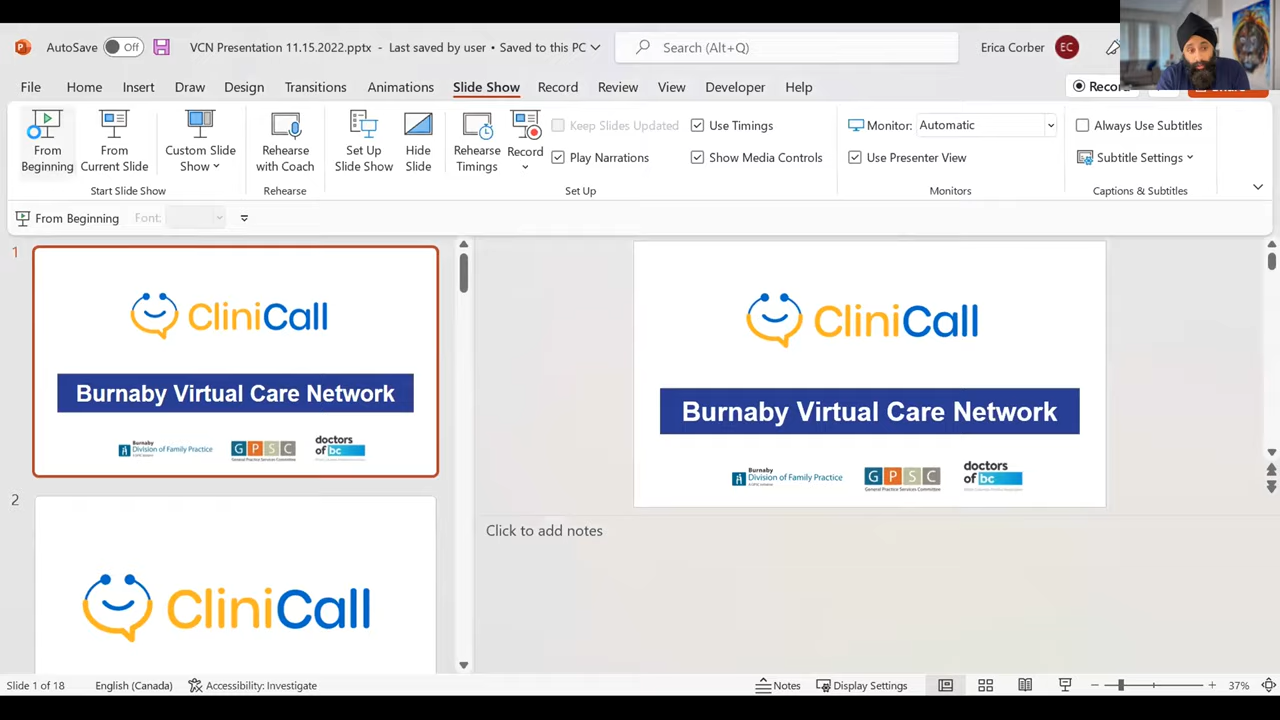 AutoSave Off VCN Presentation 11.15.2022.pptx • Last saved by user • Saved to this PC Search (Alt+Q) Erica Corber EC
File Home Insert Draw Design Transitions Animations Slide Show Record Review View Developer Help Record
From Beginning
From Current Slide
Custom Slide Show
Start Slide Show
Rehearse with Coach
Rehearse
Set Up Slide Show
Hide Slide
Rehearse Timings
Record
Keep Slides Updated
Play Narrations
Use Timings
Show Media Controls
Set Up
Monitor: Automatic
Use Presenter View
Monitors
Always Use Subtitles
Subtitle Settings
Captions & Subtitles
From Beginning Font:
1
CliniCall
Burnaby Virtual Care Network
Burnaby
Division of Family Practice
GPSC
doctors
of bc
2
CliniCall
CliniCall
Burnaby Virtual Care Network
Burnaby
Division of Family Practice
GPSC
General Practice Services Committee
doctors
of bc
Click to add notes
Slide 1 of 18 English (Canada) Accessibility: Investigate Notes Display Settings 37%